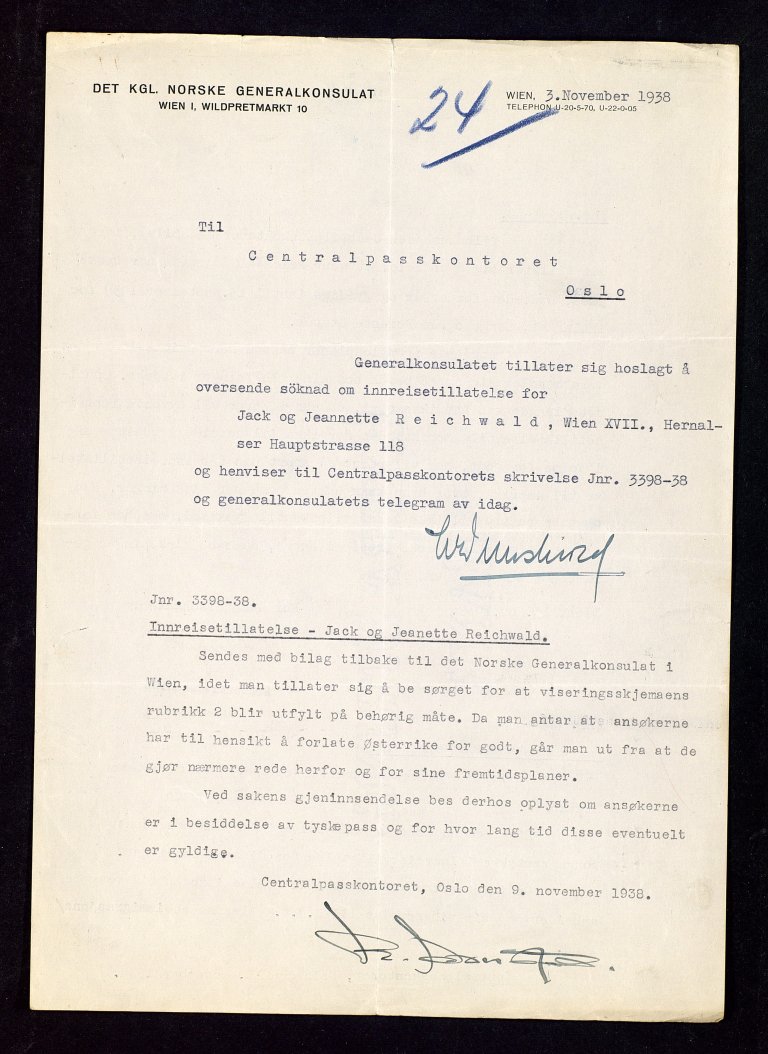 DET KGL. NORSKE GENERALKONSULAT
WIEN I, WILDPRETMARKT 10
24
WIEN, 3.November 1938
TELEPHON U-20-5-70, U-22-0-05
Til
Centralpasskontoret
Oslo
Generalkonsulatet tillater sig hoslagt å
oversende söknad om innreisetillatelse for
Jack og Jeannette Reichwald, Wien XVII., Hernal-
ser Hauptstrasse 118
og henviser til Centralpasskontorets skrivelse Jnr. 3398-38
og generalkonsulatets telegram av idag.
Jnr. 3398-38.
Innreisetillatelse - Jack og Jeanette Reichwald.
Sendes med bilag tilbake til det Norske Generalkonsulat i
Wien, idet man tillater sig å be sørget for at viseringsskjemaens
rubrikk 2 blir utfylt på behørig måte. Da man antar at ansøkerne
har til hensikt å forlate Østerrike for godt, går man ut fra at de
gjør nærmere rede herfor og for sine fremtidsplaner.
Ved sakens gjeninnsendelse bes derhos oplyst om ansøkerne
er i besiddelse av tyske pass og for hvor lang tid disse eventuelt
er gyldige.
Centralpasskontoret, Oslo den 9. november 1938.